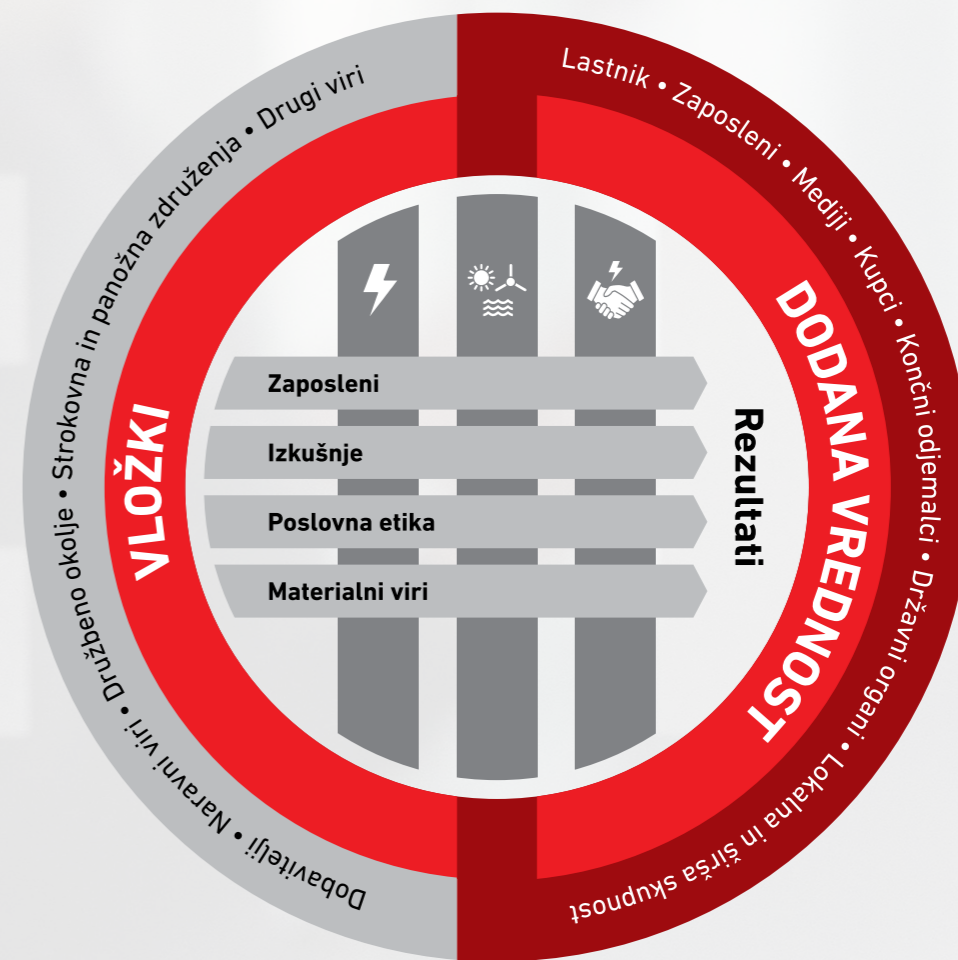 Dobavitelji • Naravni viri • Družbeno okolje • Strokovna in panožna združenja • Drugi viri
VLOŽKI
Zaposleni
Izkušnje
Poslovna etika
Materialni viri
Rezultati
DODANA VREDNOST
Lastnik • Zaposleni • Mediji • Kupci • Končni odjemalci • Državni organi • Lokalna in širša skupnost